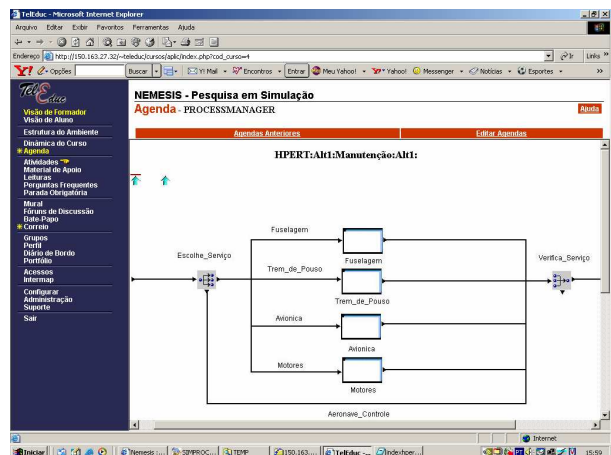 TelEduc - Microsoft Internet Explorer
Arquivo Editar Exibir Favoritos Ferramentas Ajuda
Endereço http://150.163.27.32/~teleduc/cursos/aplic/index.php?cod_curso=4 Ir Links »
Y! Opções Buscar Y! Mail Encontros Entrar Meu Yahoo! Yahoo! Messenger Notícias Esportes »
TelEduc
Visão de Formador
Visão de Aluno
Estrutura do Ambiente
Dinâmica do Curso
Agenda
Atividades
Material de Apoio
Leituras
Perguntas Frequentes
Parada Obrigatória
Mural
Fóruns de Discussão
Bate-Papo
Correio
Grupos
Perfil
Diário de Bordo
Portfólio
Acessos
Intermap
Configurar
Administração
Suporte
Sair
NEMESIS - Pesquisa em Simulação
Agenda - PROCESSMANAGER Ajuda
Agendas Anteriores Editar Agendas
HPERT:Alt1:Manutenção:Alt1:
Fuselagem
Escolhe_Serviço Fuselagem Verifica_Serviço
Trem_de_Pouso
Trem_de_Pouso
Avionica
Avionica
Motores
Motores
Aeronave_Controle
Internet
Iniciar Nemesis :... SIMPROC... TEMP 150.163.... TelEduc -... indexhper... 15:59